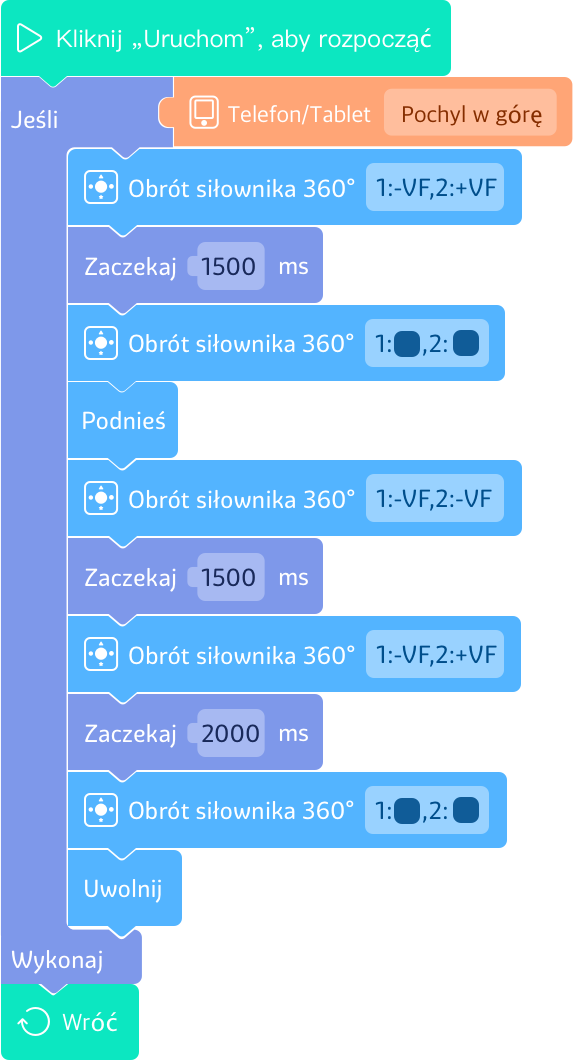 Kliknij „Uruchom”, aby rozpocząć
Jeśli Telefon/Tablet Pochyl w górę
Obrót siłownika 360° 1:-VF,2:+VF
Zaczekaj 1500 ms
Obrót siłownika 360° 1: ,2:
Podnieś
Obrót siłownika 360° 1:-VF,2:-VF
Zaczekaj 1500 ms
Obrót siłownika 360° 1:-VF,2:+VF
Zaczekaj 2000 ms
Obrót siłownika 360° 1: ,2:
Uwolnij
Wykonaj
Wróć